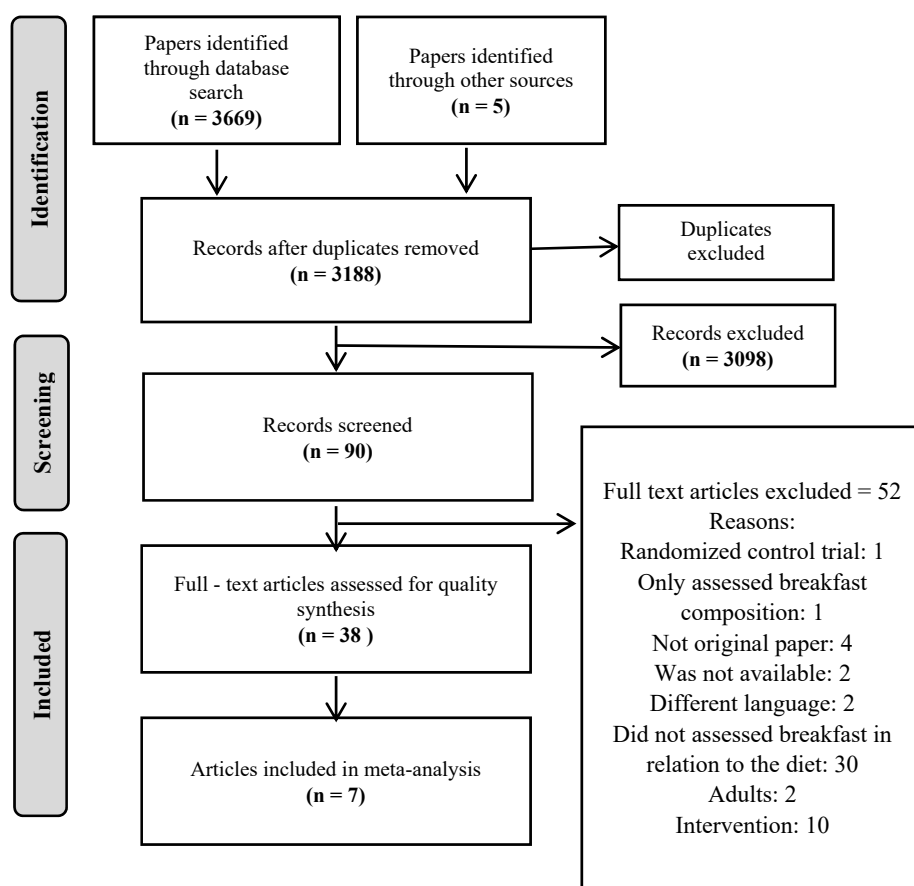 Identification
Papers identified
through database
search
(n = 3669)
Papers identified
through other sources
(n = 5)
Records after duplicates removed
(n = 3188)
Duplicates
excluded
Records excluded
(n = 3098)
Screening
Records screened
(n = 90)
Full text articles excluded = 52
Reasons:
Randomized control trial: 1
Only assessed breakfast
composition: 1
Not original paper: 4
Was not available: 2
Different language: 2
Did not assessed breakfast in
relation to the diet: 30
Adults: 2
Intervention: 10
Included
Full - text articles assessed for quality
synthesis
(n = 38 )
Articles included in meta-analysis
(n = 7)